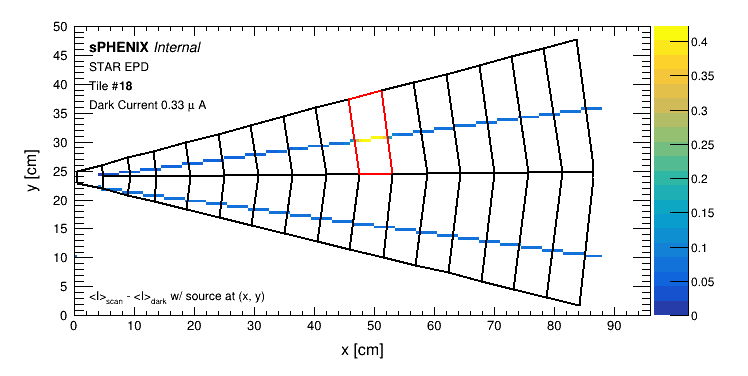 sPHENIX Internal
STAR EPD
Tile #18
Dark Current 0.33 μ A
<I>scan - <I>dark w/ source at (x, y)
y [cm]
50
45
40
35
30
25
20
15
10
5
0
0 10 20 30 40 50 60 70 80 90
x [cm]
0.4
0.35
0.3
0.25
0.2
0.15
0.1
0.05
0